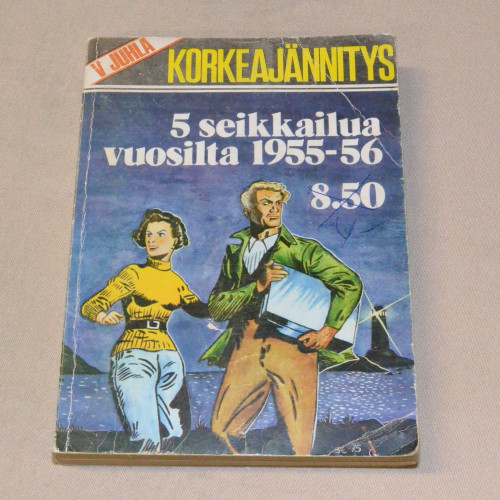 V JUHLA
KORKEAJÄNNITYS
5 seikkailua
vuosilta 1955-56
8.50